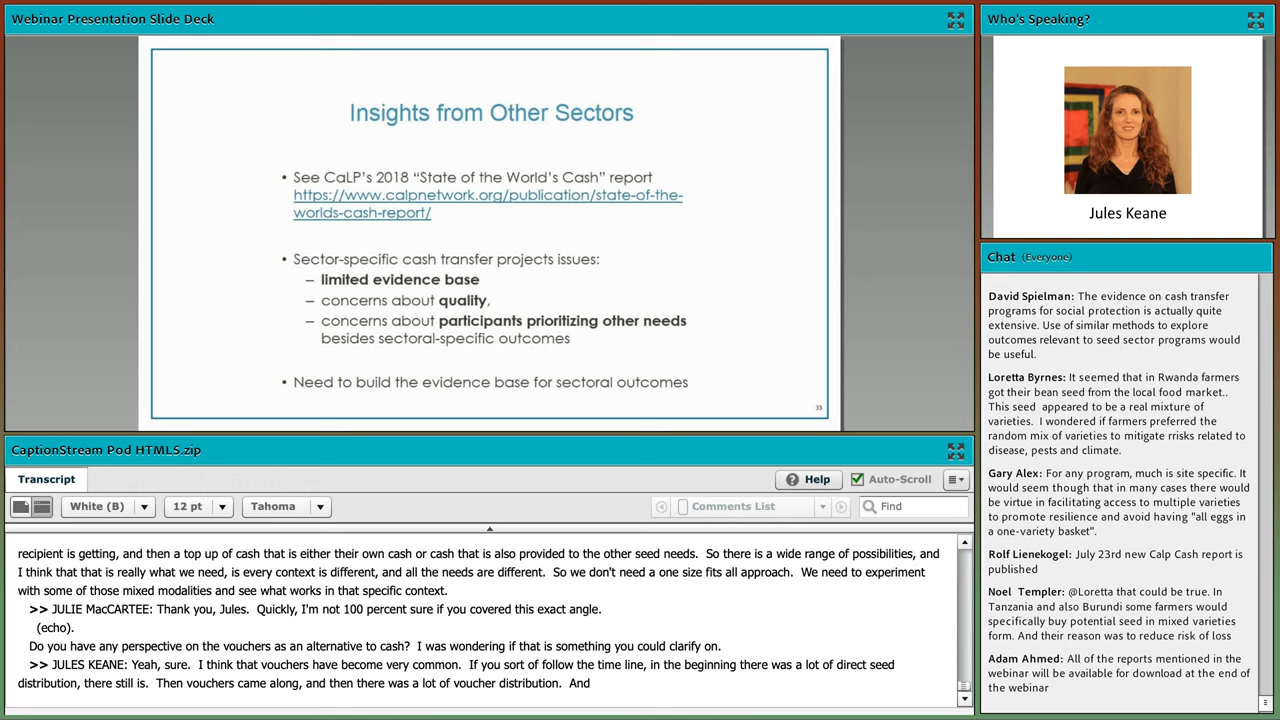 Webinar Presentation Slide Deck
Insights from Other Sectors
• See CaLP's 2018 “State of the World's Cash” report
https://www.calpnetwork.org/publication/state-of-the-
worlds-cash-report/
• Sector-specific cash transfer projects issues:
– limited evidence base
– concerns about quality,
– concerns about participants prioritizing other needs
besides sectoral-specific outcomes
• Need to build the evidence base for sectoral outcomes
33
Who's Speaking?
Jules Keane
Chat (Everyone)
David Spielman: The evidence on cash transfer
programs for social protection is actually quite
extensive. Use of similar methods to explore
outcomes relevant to seed sector programs would
be useful.
Loretta Byrnes: It seemed that in Rwanda farmers
got their bean seed from the local food market..
This seed appeared to be a real mixture of
varieties. I wondered if farmers preferred the
random mix of varieties to mitigate rrisks related to
disease, pests and climate.
Gary Alex: For any program, much is site specific. It
would seem though that in many cases there would
be virtue in facilitating access to multiple varieties
to promote resilience and avoid having "all eggs in
a one-variety basket".
Rolf Lienekogel: July 23rd new Calp Cash report is
published
Noel Templer: @Loretta that could be true. In
Tanzania and also Burundi some farmers would
specifically buy potential seed in mixed varieties
form. And their reason was to reduce risk of loss
Adam Ahmed: All of the reports mentioned in the
webinar will be available for download at the end of
the webinar
CaptionStream Pod HTML5.zip
Transcript
Help
Auto-Scroll
White (B)
12 pt
Tahoma
Comments List
Find
recipient is getting, and then a top up of cash that is either their own cash or cash that is also provided to the other seed needs. So there is a wide range of possibilities, and
I think that that is really what we need, is every context is different, and all the needs are different. So we don't need a one size fits all approach. We need to experiment
with some of those mixed modalities and see what works in that specific context.
>> JULIE MacCARTEE: Thank you, Jules. Quickly, I'm not 100 percent sure if you covered this exact angle.
(echo).
Do you have any perspective on the vouchers as an alternative to cash? I was wondering if that is something you could clarify on.
>> JULES KEANE: Yeah, sure. I think that vouchers have become very common. If you sort of follow the time line, in the beginning there was a lot of direct seed
distribution, there still is. Then vouchers came along, and then there was a lot of voucher distribution. And